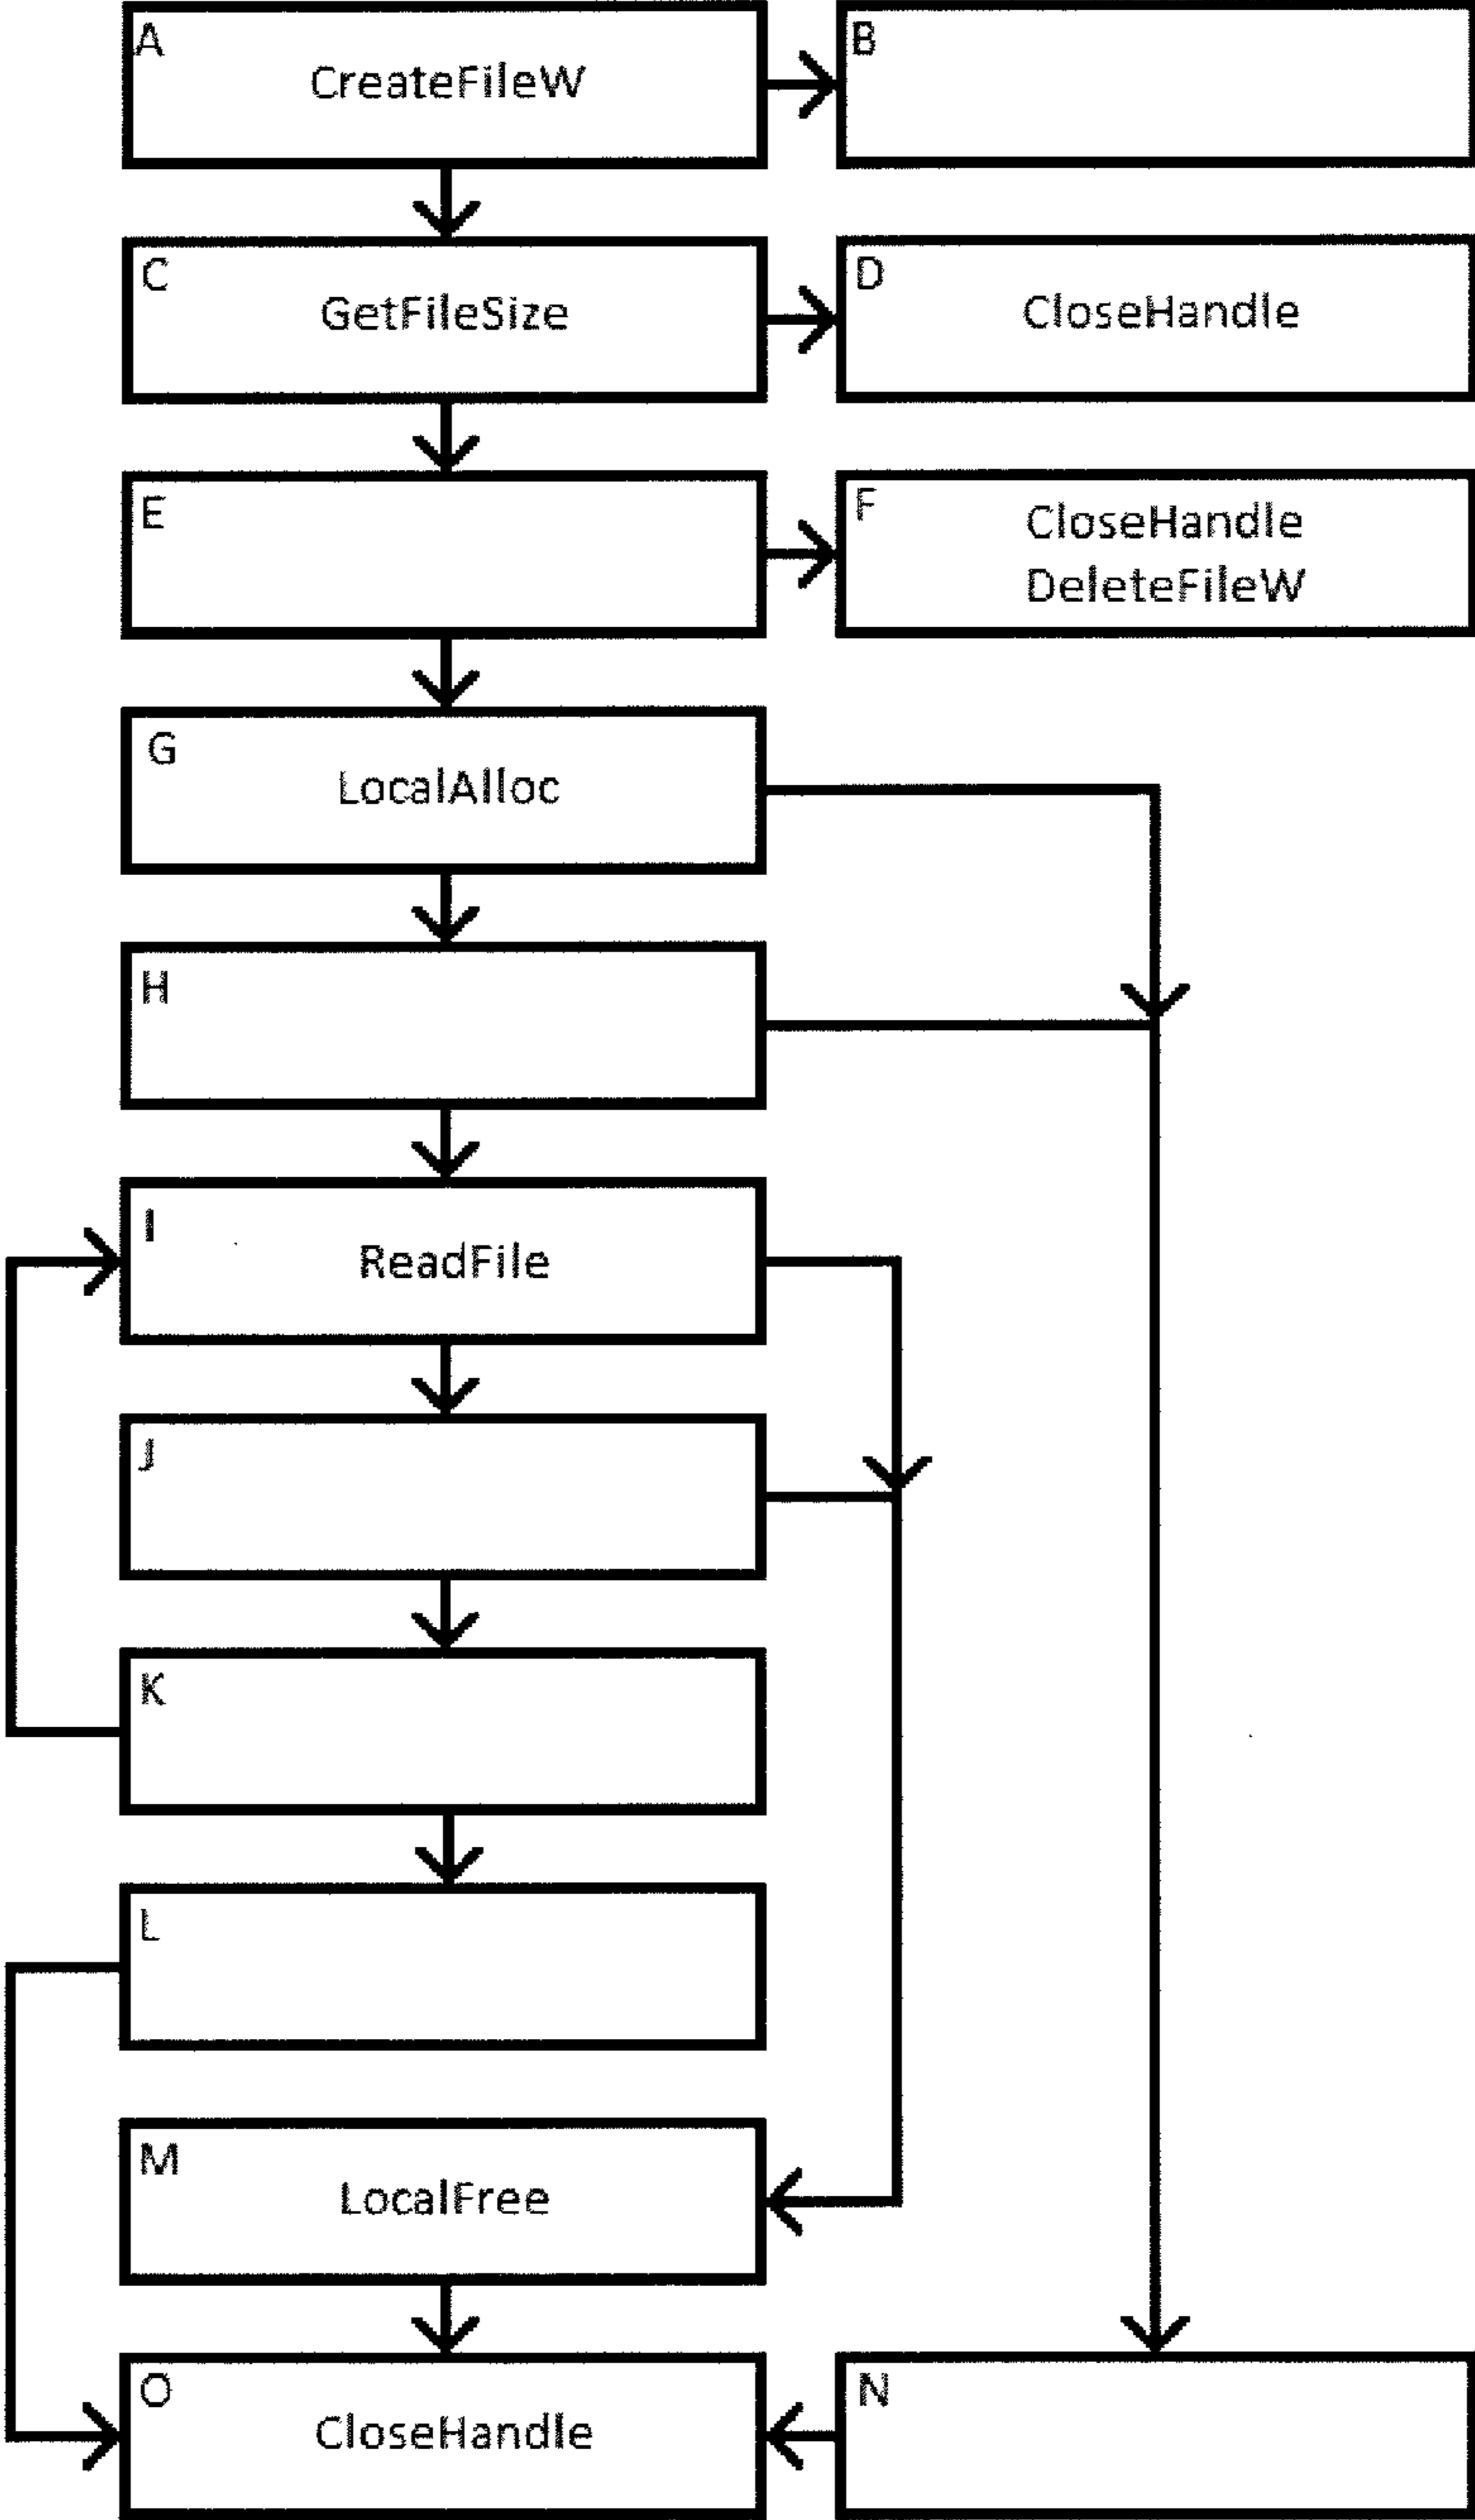 A
CreateFileW
B
C
GetFileSize
D
CloseHandle
E
F
CloseHandle
DeleteFileW
G
LocalAlloc
H
I
ReadFile
J
K
L
M
LocalFree
O
CloseHandle
N